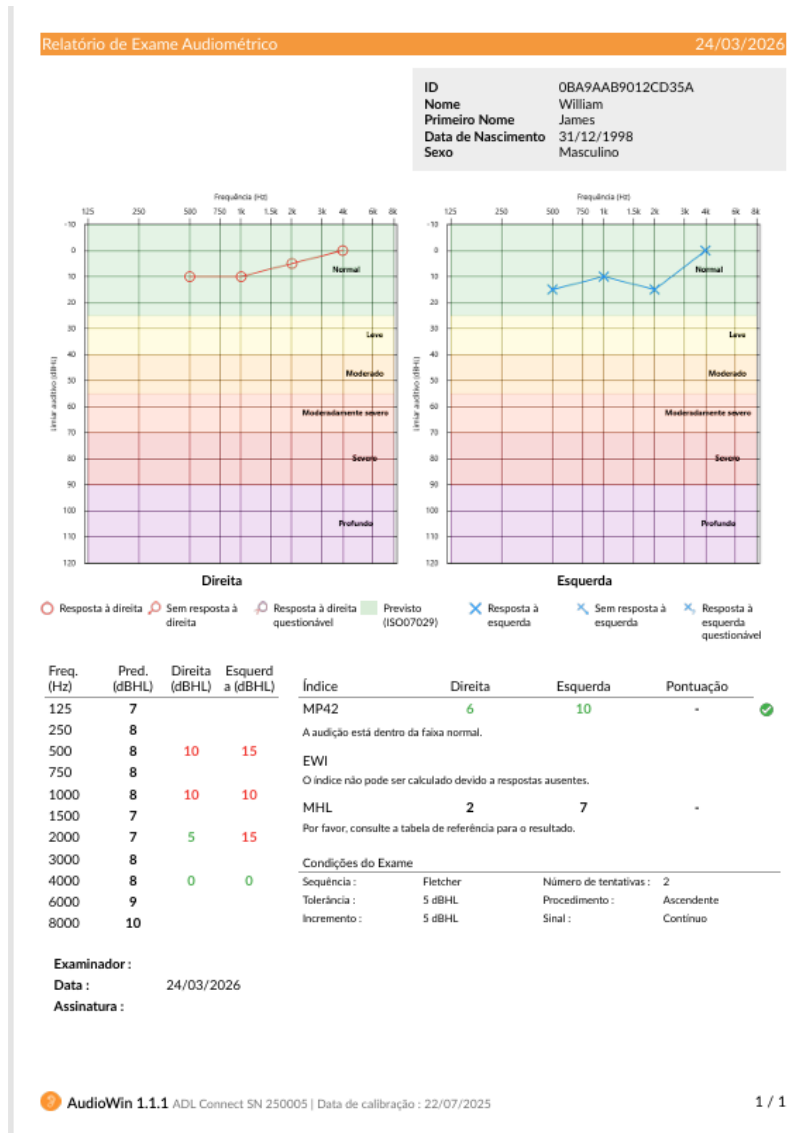 Relatório de Exame Audiométrico 24/03/2026
ID 0BA9AAB9012CD35A
Nome William
Primeiro Nome James
Data de Nascimento 31/12/1998
Sexo Masculino
Frequência (Hz) Frequência (Hz)
125 250 500 750 1k 1.5k 2k 3k 4k 6k 8k 125 250 500 750 1k 1.5k 2k 3k 4k 6k 8k
-10 -10
0 0
Normal Normal
10 10
20 20
30 30
Leve Leve
40 40
Moderado Moderado
50 50
Limiar auditivo (dBHL) Limiar auditivo (dBHL)
60 60
Moderadamente severo Moderadamente severo
70 70
80 Severo 80 Severo
90 90
100 100
Profundo Profundo
110 110
120 120
Direita Esquerda
Resposta à direita Sem resposta à Resposta à direita Previsto Resposta à Sem resposta à Resposta à
direita questionável (ISO07029) esquerda esquerda esquerda
questionável
Freq. Pred. Direita Esquerd
(Hz) (dBHL) (dBHL) a (dBHL) Índice Direita Esquerda Pontuação
125 7 MP42 6 10 -
250 8 A audição está dentro da faixa normal.
500 8 10 15
EWI
750 8 O índice não pode ser calculado devido a respostas ausentes.
1000 8 10 10
MHL 2 7 -
1500 7
Por favor, consulte a tabela de referência para o resultado.
2000 7 5 15
3000 8 Condições do Exame
4000 8 0 0 Sequência : Fletcher Número de tentativas : 2
6000 9 Tolerância : 5 dBHL Procedimento : Ascendente
8000 10 Incremento : 5 dBHL Sinal : Contínuo
Examinador :
Data : 24/03/2026
Assinatura :
AudioWin 1.1.1 ADL Connect SN 250005 | Data de calibração : 22/07/2025 1 / 1